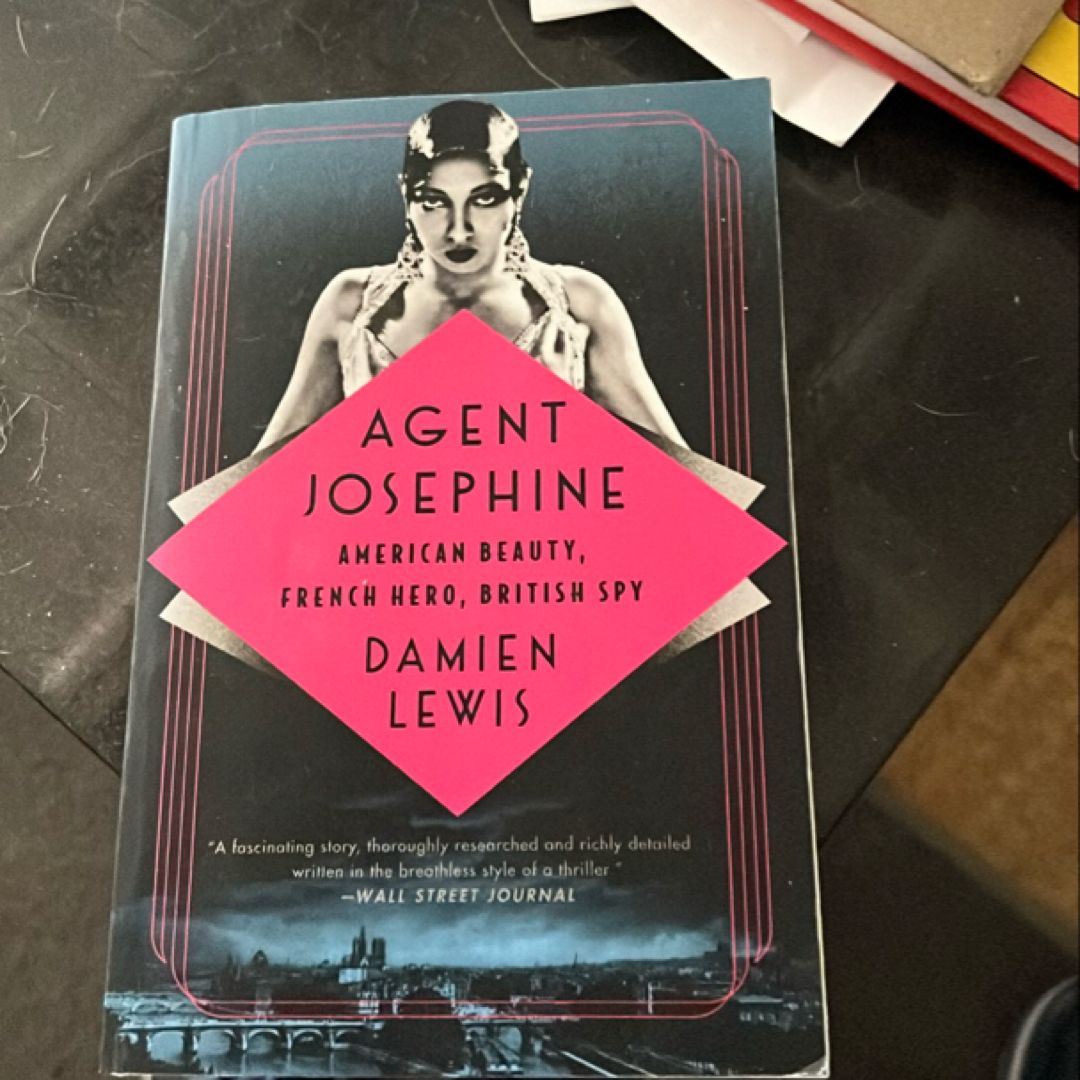 AGENT
JOSEPHINE
AMERICAN BEAUTY,
FRENCH HERO, BRITISH SPY
DAMIEN
LEWIS
"A fascinating story, thoroughly researched and richly detailed
written in the breathless style of a thriller"
—WALL STREET JOURNAL